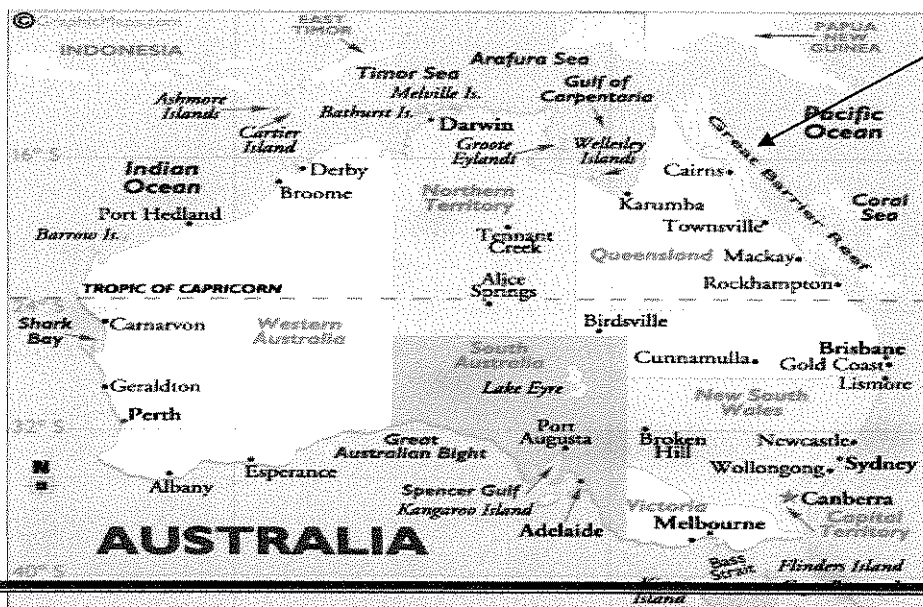 © GraphicMaps.com
INDONESIA
EAST
TIMOR
PAPUA
NEW
GUINEA
Arafura Sea
Timor Sea
Melville Is.
Gulf of
Carpentaria
Ashmore
Islands
Bathurst Is.
Pacific
Ocean
Cartier
Island
Darwin
Groote
Eylandt
Wellesley
Islands
Great Barrier Reef
16° S
Indian
Ocean
Derby
Broome
Cairns
Northern
Territory
Karumba
Coral
Sea
Port Hedland
Townsville
Barrow Is.
Tennant
Creek
Queensland
Mackay
Alice
Springs
Rockhampton
TROPIC OF CAPRICORN
Shark
Bay
Carnarvon
Western
Australia
Birdsville
South
Australia
Cunnamulla
Brisbane
Gold Coast
Lismore
Geraldton
Lake Eyre
New South
Wales
Perth
32° S
Port
Augusta
Great
Australian Bight
Broken
Hill
Newcastle
N
Wollongong
Sydney
Albany
Esperance
Spencer Gulf
Kangaroo Island
Canberra
Victoria
Capital
Territory
Adelaide
Melbourne
AUSTRALIA
Bass
Strait
Flinders Island
40° S
Island